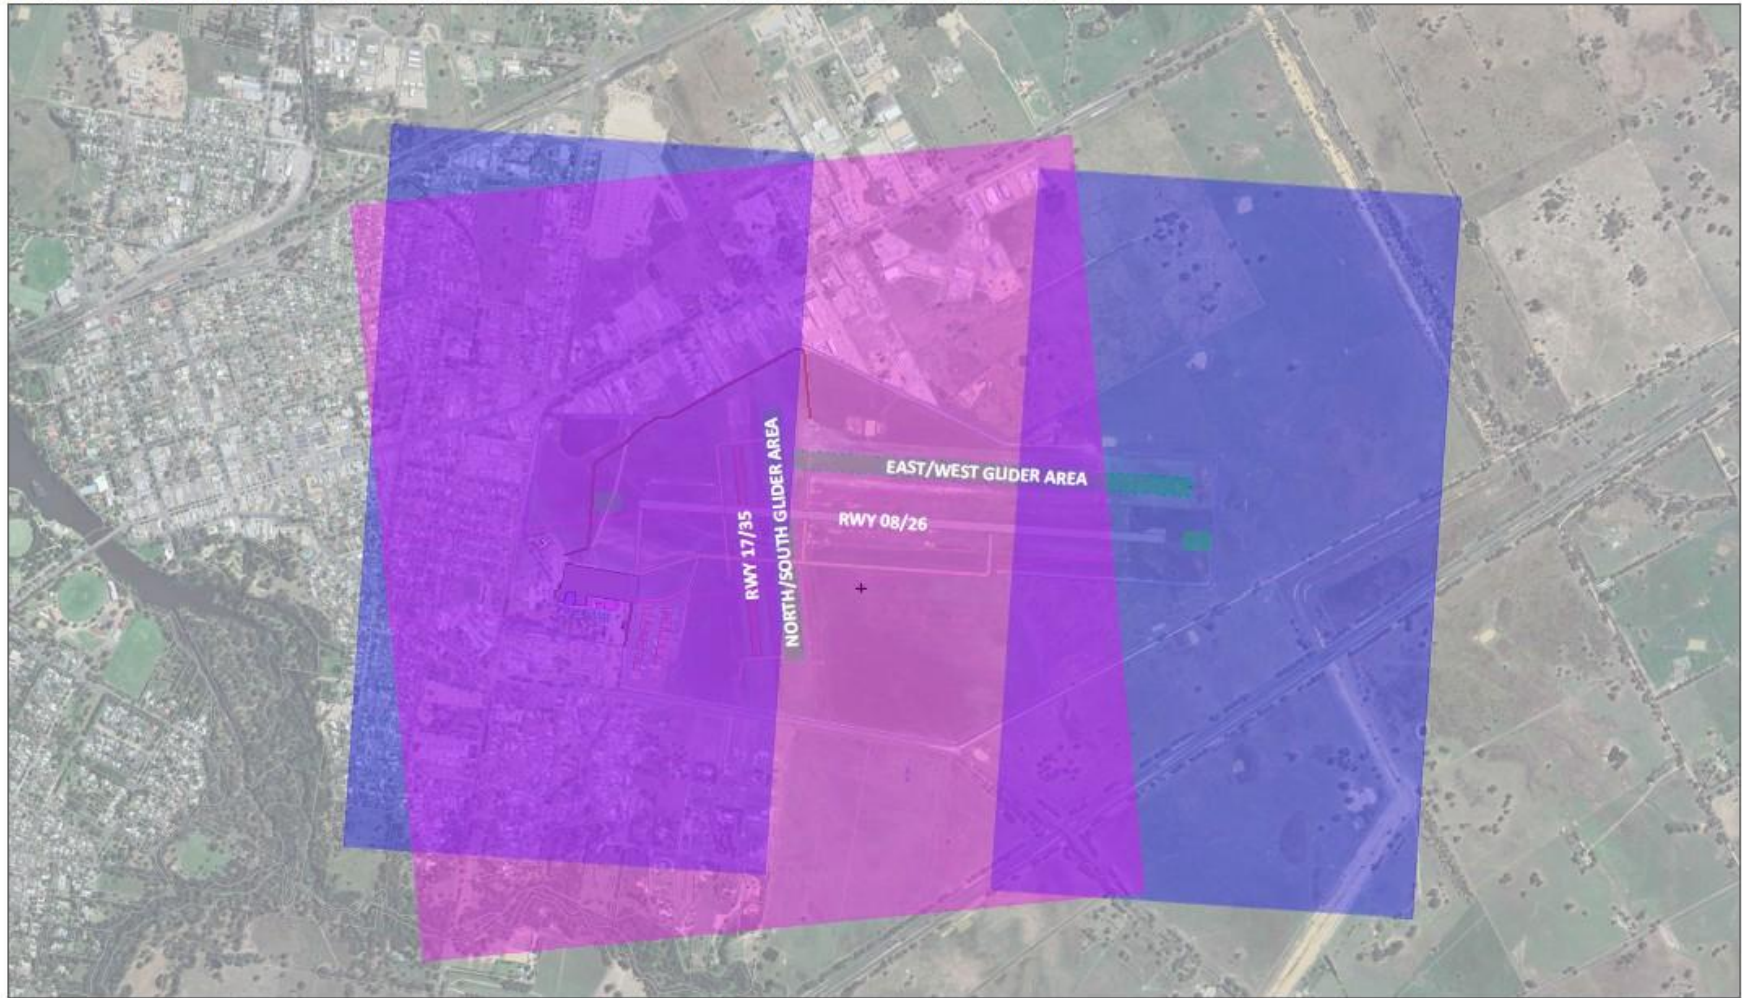 EAST/WEST GLIDER AREA
RWY 08/26
RWY 17/35
NORTH/SOUTH GLIDER AREA